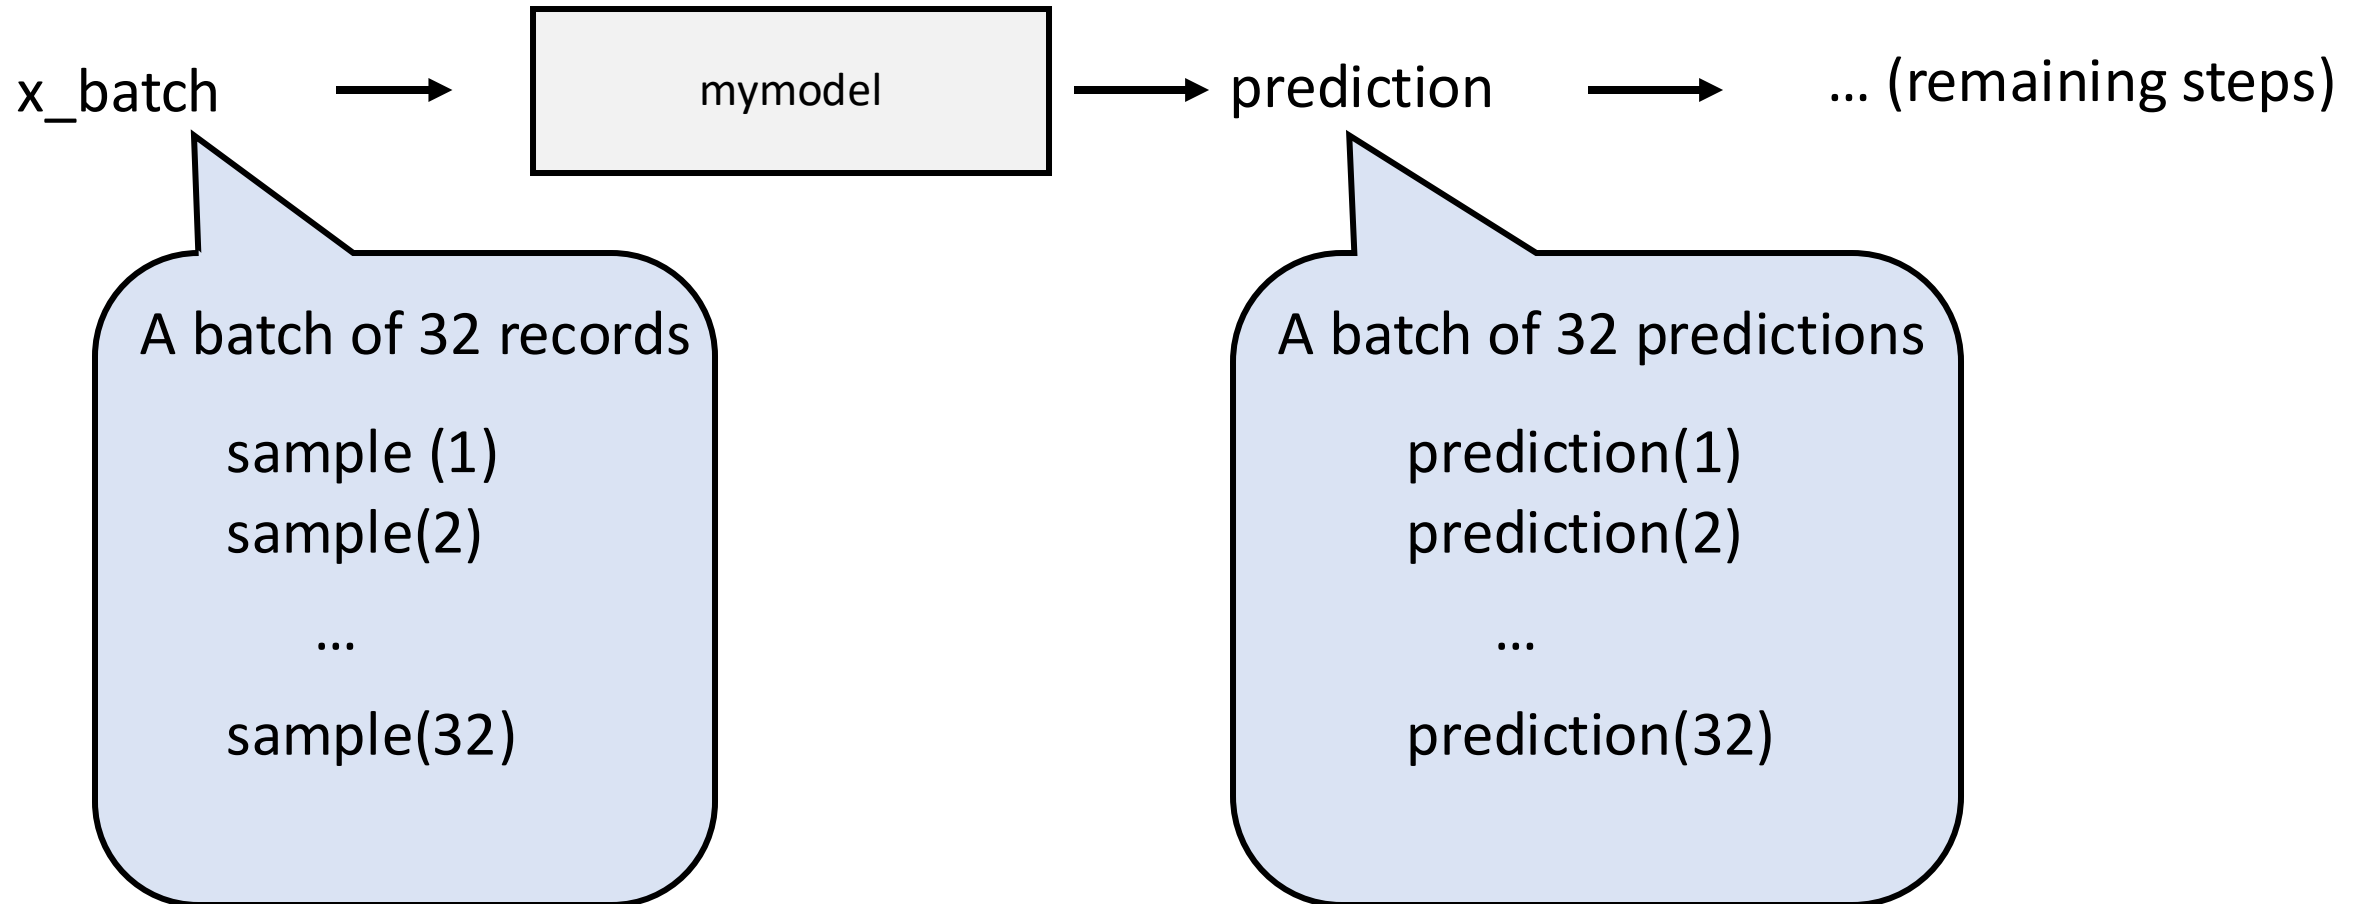 x_batch
mymodel
prediction
... (remaining steps)
A batch of 32 records
sample (1)
sample(2)
...
sample(32)
A batch of 32 predictions
prediction(1)
prediction(2)
...
prediction(32)